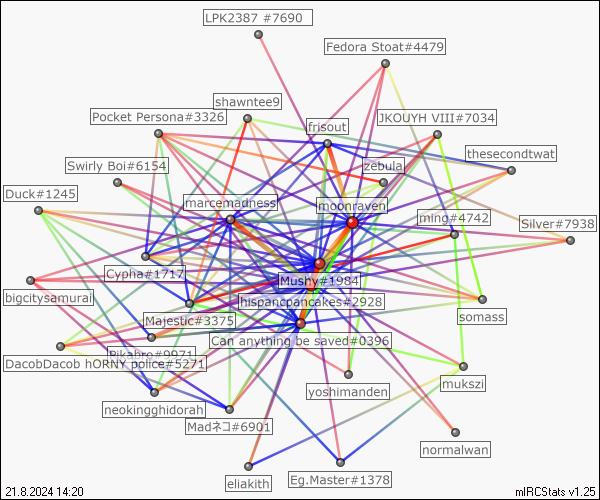 LPK2387 #7690
Fedora Stoat#4479
shawntee9
Pocket Persona#3326
frisout
JKOUYH VIII#7034
thesecondtwat
Swirly Boi#6154
zebula
Duck#1245
marcemadness
moonraven
ming#4742
Silver#7938
Cypha#1717
Mushy#1984
bigcitysamurai
hispancpancakes#2928
Majestic#3375
somass
Can anything be saved#0396
Rikabro#9971
DacobDacob hORNY police#5271
yoshimanden
mukszi
neokingghidorah
Madネコ#6901
normalwan
eliakith
Eg.Master#1378
21.8.2024 14:20
mIRCStats v1.25